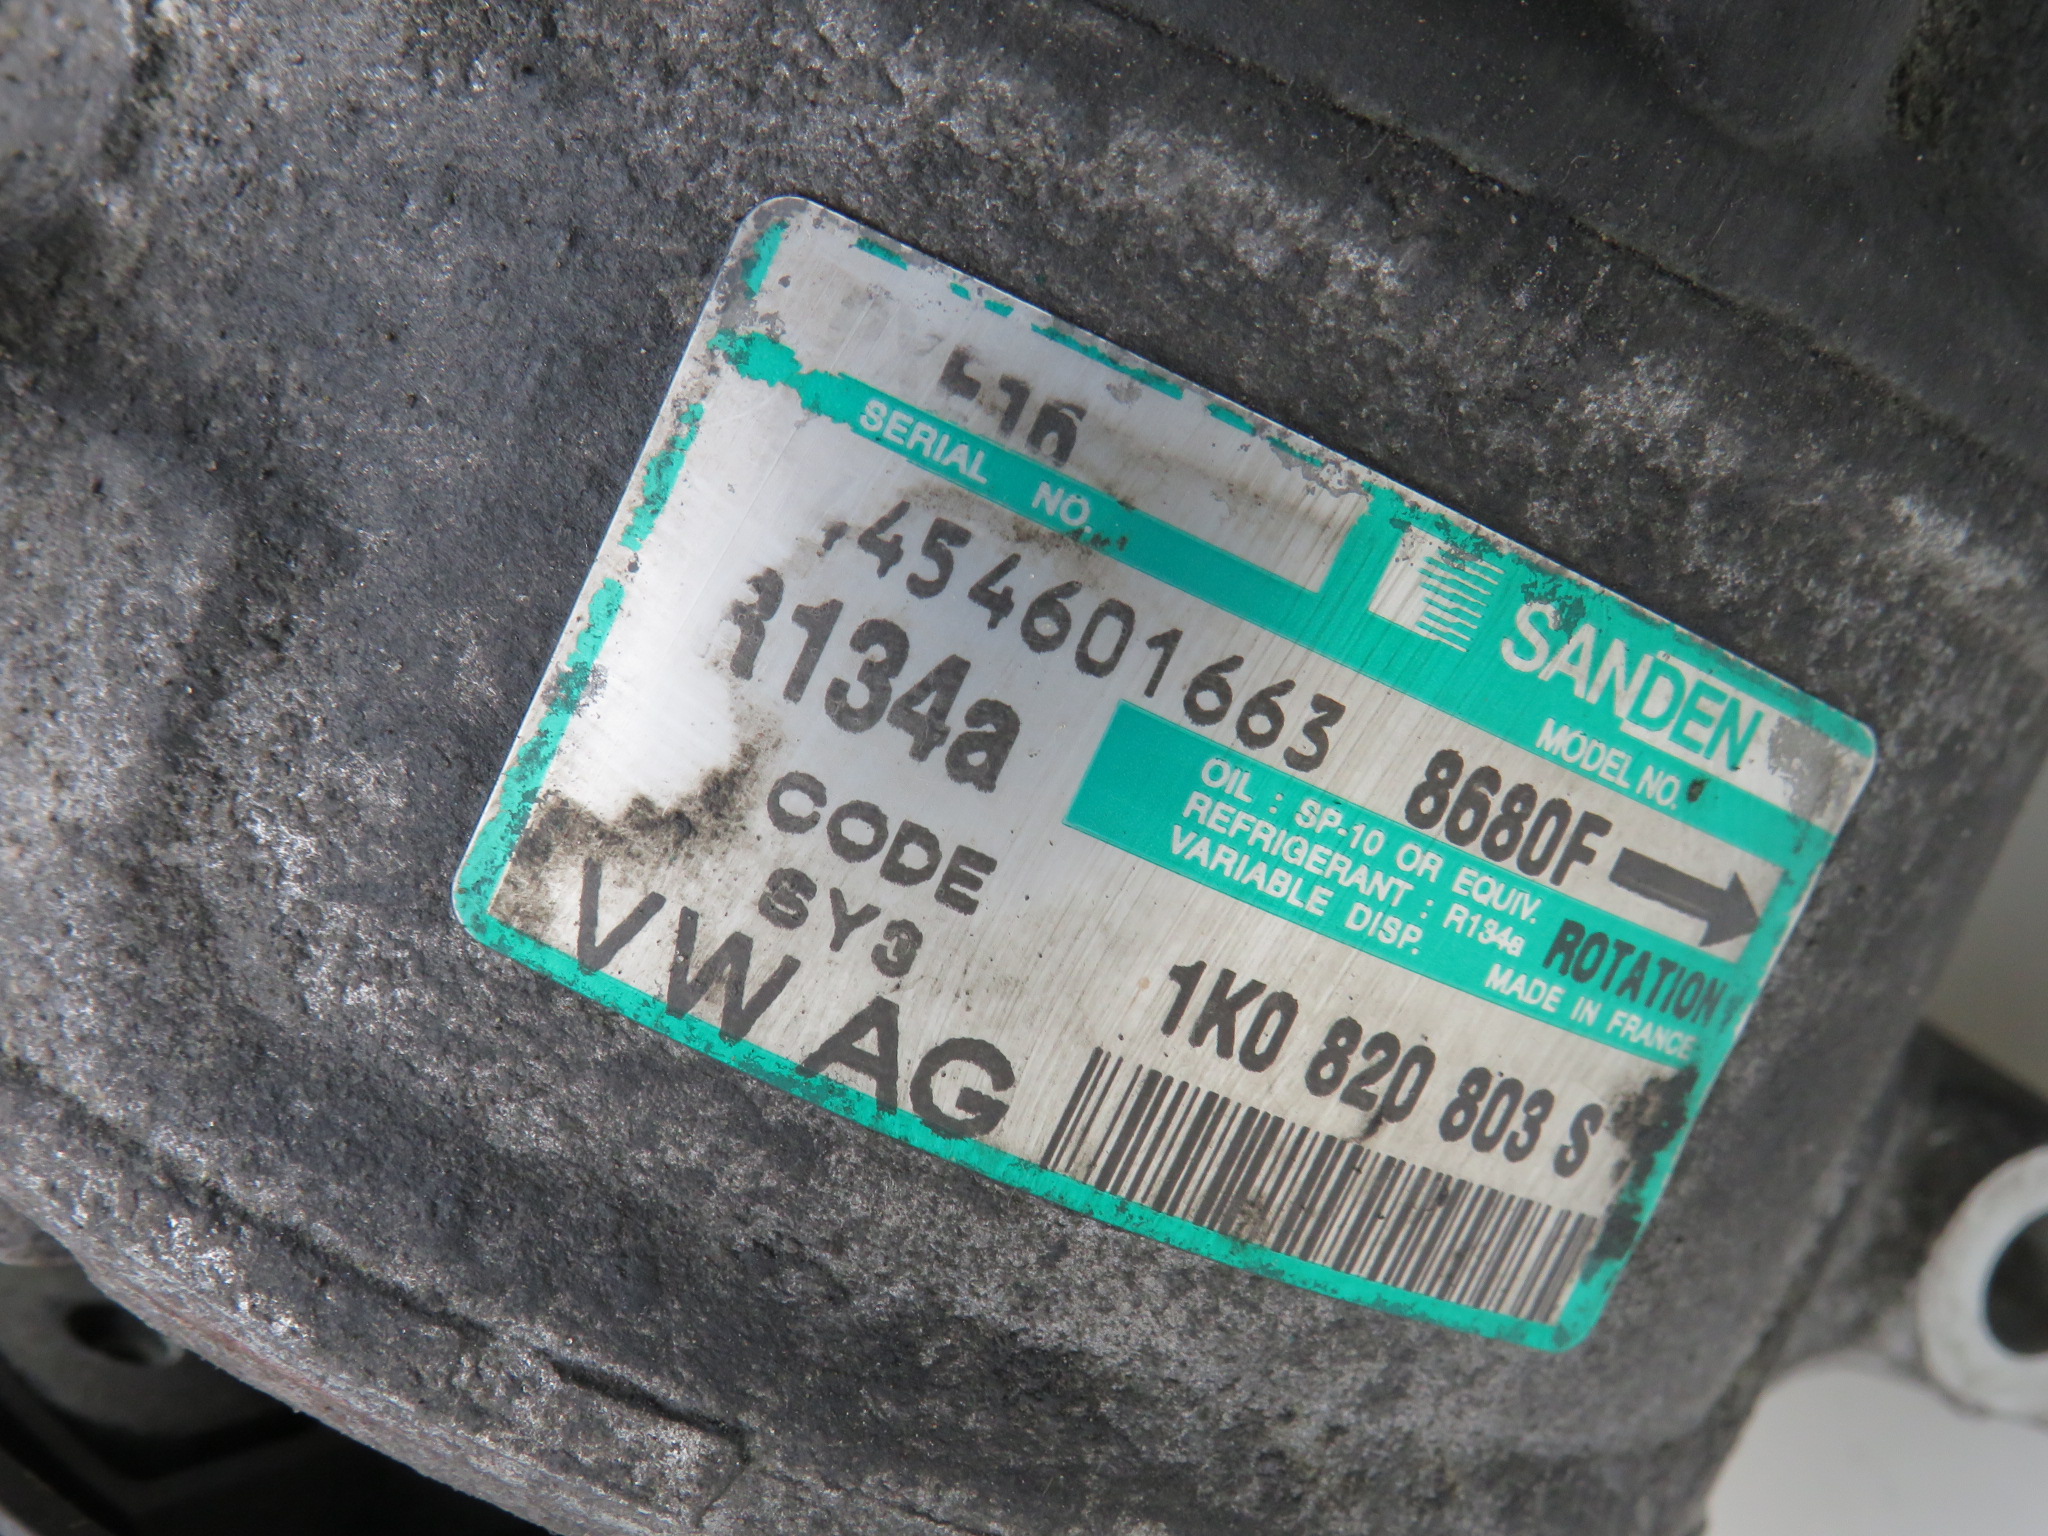 SANDEN
MODEL NO.
SERIAL NO.
8680F
454601663
R134a
OIL : SP-10 OR EQUIV.
REFRIGERANT : R134a
VARIABLE DISP.
ROTATION
MADE IN FRANCE
CODE
SY3
VW AG
1K0 820 803 S